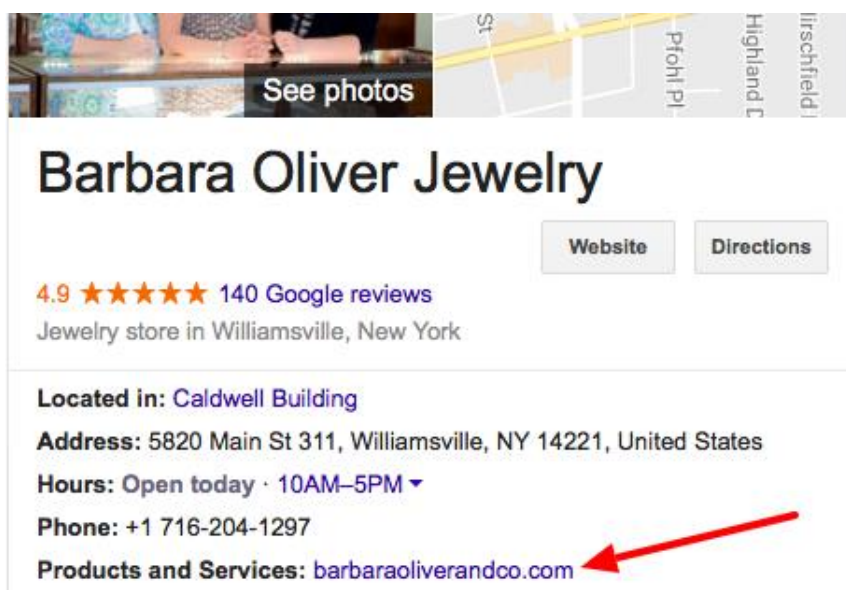 St
Pfohl Pl
Highland D
lirschfield
See photos
Barbara Oliver Jewelry
Website Directions
4.9 ★★★★★ 140 Google reviews
Jewelry store in Williamsville, New York
Located in: Caldwell Building
Address: 5820 Main St 311, Williamsville, NY 14221, United States
Hours: Open today · 10AM–5PM
Phone: +1 716-204-1297
Products and Services: barbaraoliverandco.com